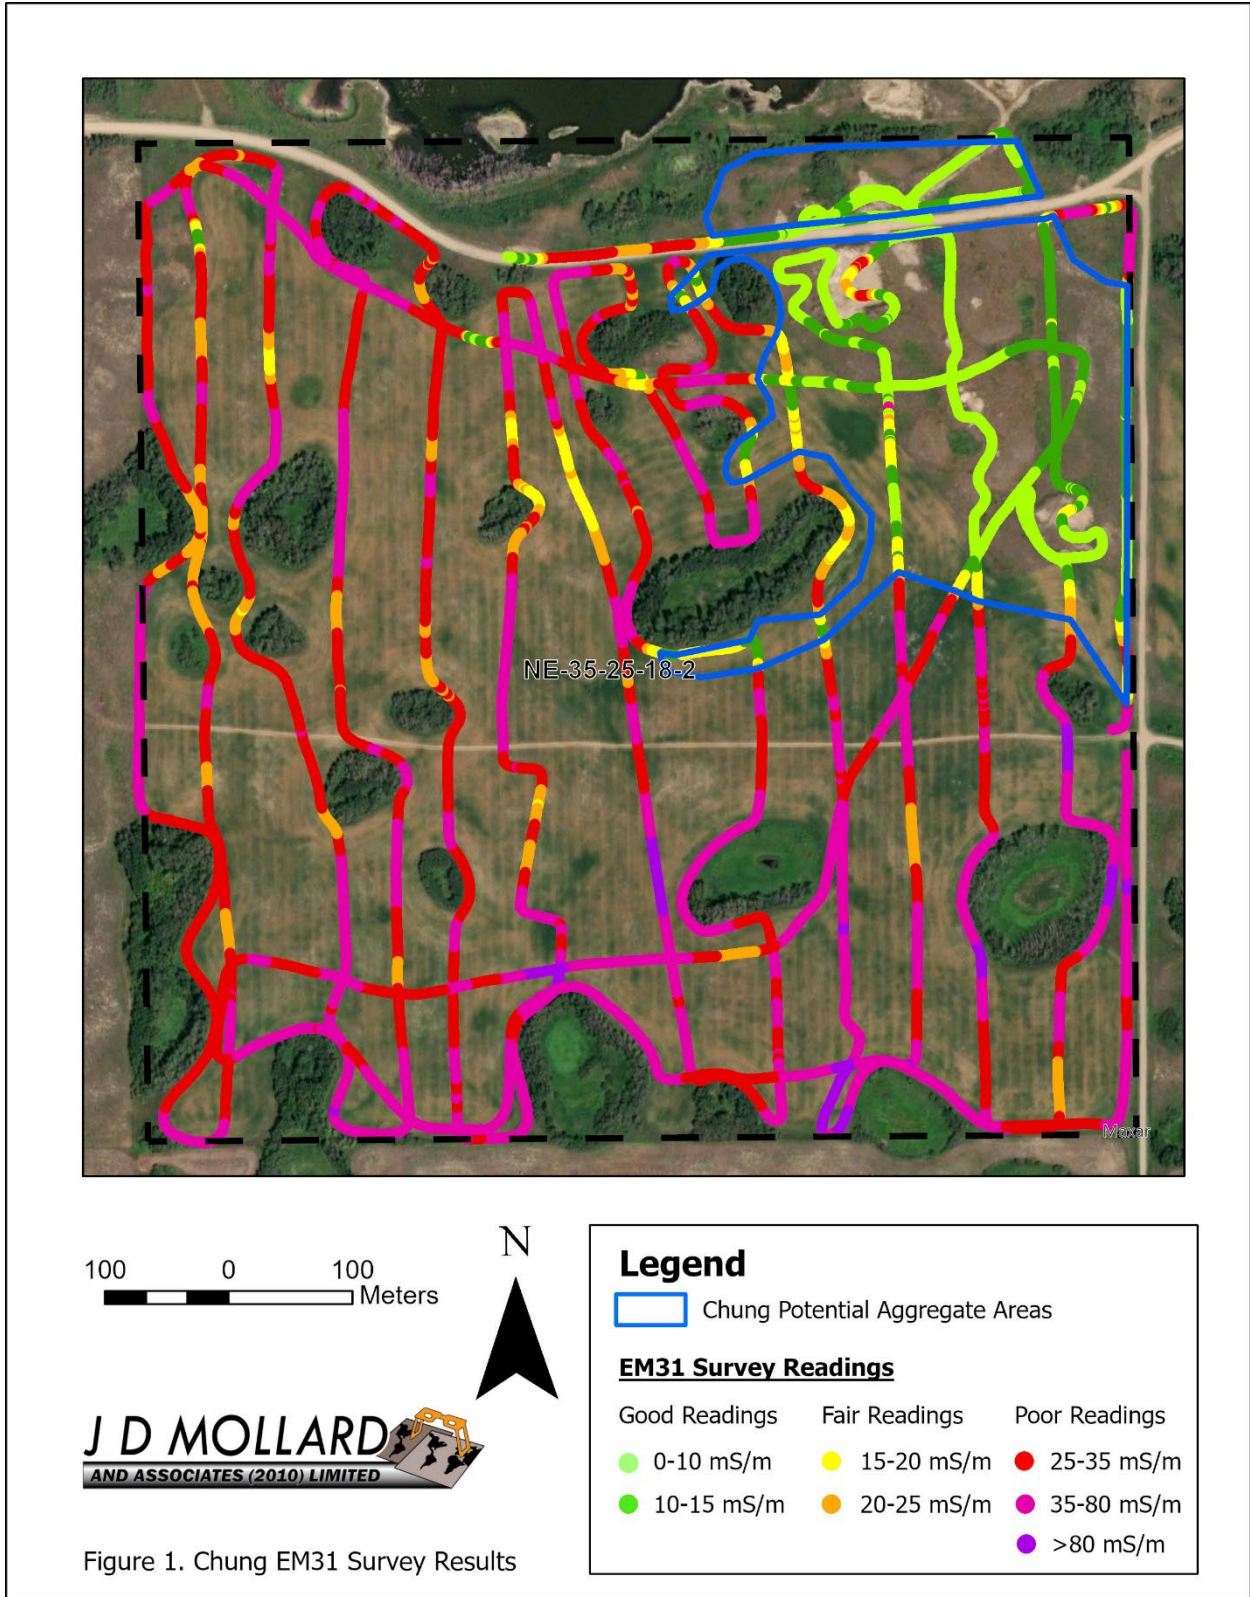 NE-35-25-18-2
Maxar
100 0 100
Meters
N
J D MOLLARD
AND ASSOCIATES (2010) LIMITED
Figure 1. Chung EM31 Survey Results
Legend
Chung Potential Aggregate Areas
EM31 Survey Readings
Good Readings Fair Readings Poor Readings
0-10 mS/m 15-20 mS/m 25-35 mS/m
10-15 mS/m 20-25 mS/m 35-80 mS/m
>80 mS/m